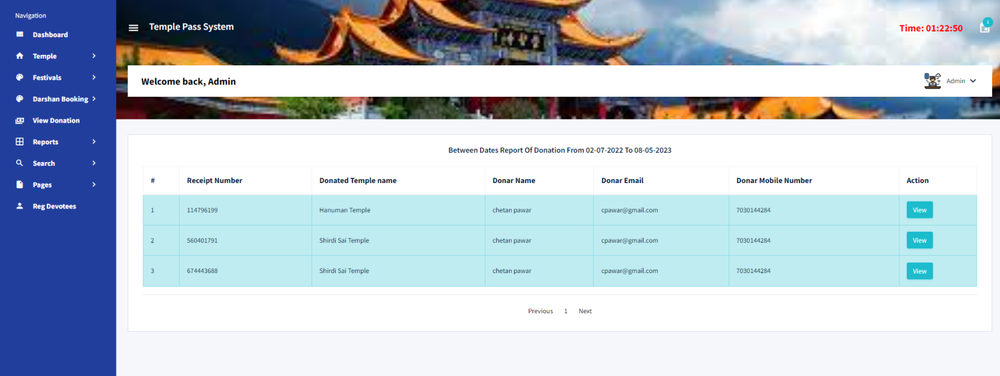 Navigation
Dashboard
Temple
Festivals
Darshan Booking
View Donation
Reports
Search
Pages
Reg Devotees
Temple Pass System
Time: 01:22:50
1
Welcome back, Admin
Admin
Between Dates Report Of Donation From 02-07-2022 To 08-05-2023
# Receipt Number Donated Temple name Donar Name Donar Email Donar Mobile Number Action
1 114796199 Hanuman Temple chetan pawar cpawar@gmail.com 7030144284 View
2 560401791 Shirdi Sai Temple chetan pawar cpawar@gmail.com 7030144284 View
3 674443688 Shirdi Sai Temple chetan pawar cpawar@gmail.com 7030144284 View
Previous 1 Next